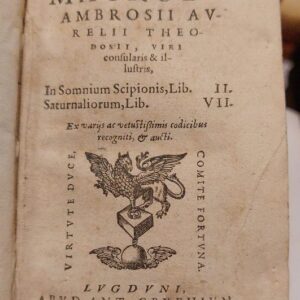 AMBROSII AV-
RELII THEO-
DOSII, VIRI
consularis & il-
lustris,
In Somnium Scipionis, Lib. II.
Saturnaliorum, Lib. VII.
Ex varijs ac vetustissimis codicibus
recogniti, & aucti.
VIRTVTE DVCE,
COMITE FORTVNA.
LVGDVNI,